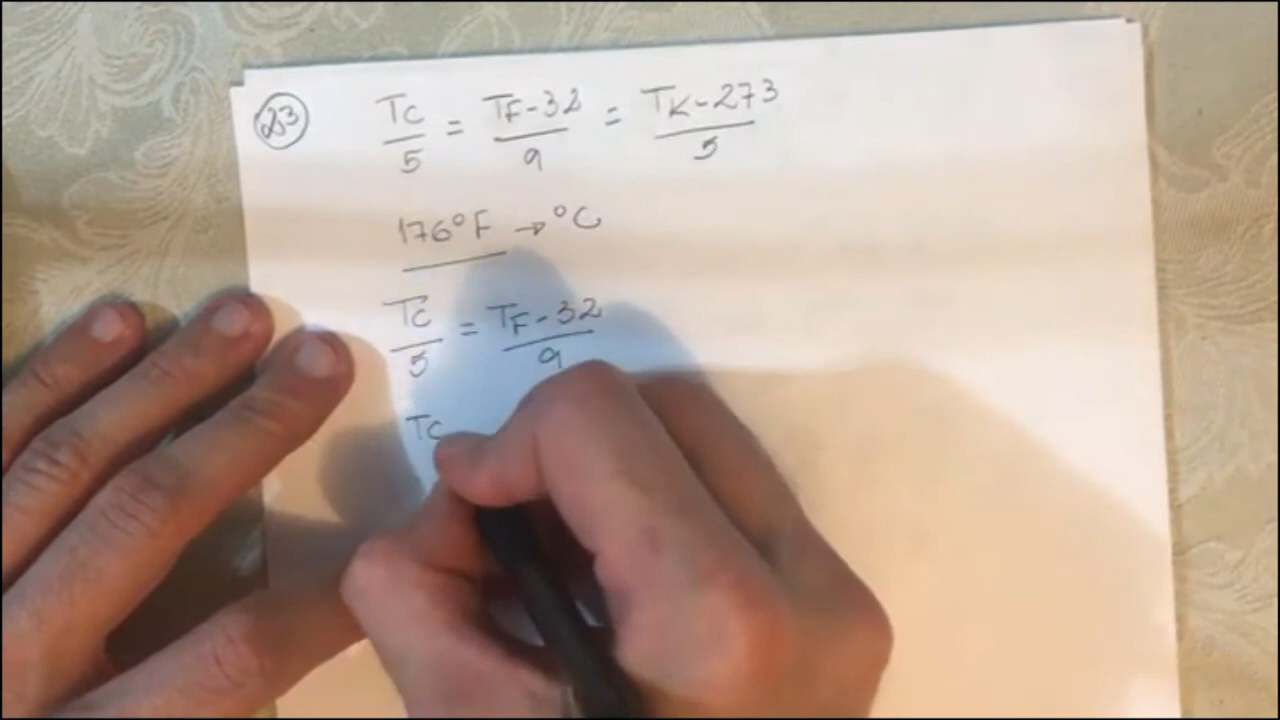 23 TC/5 = TF-32/9 = TK-273/5
176°F → °C
TC/5 = TF-32/9
TC